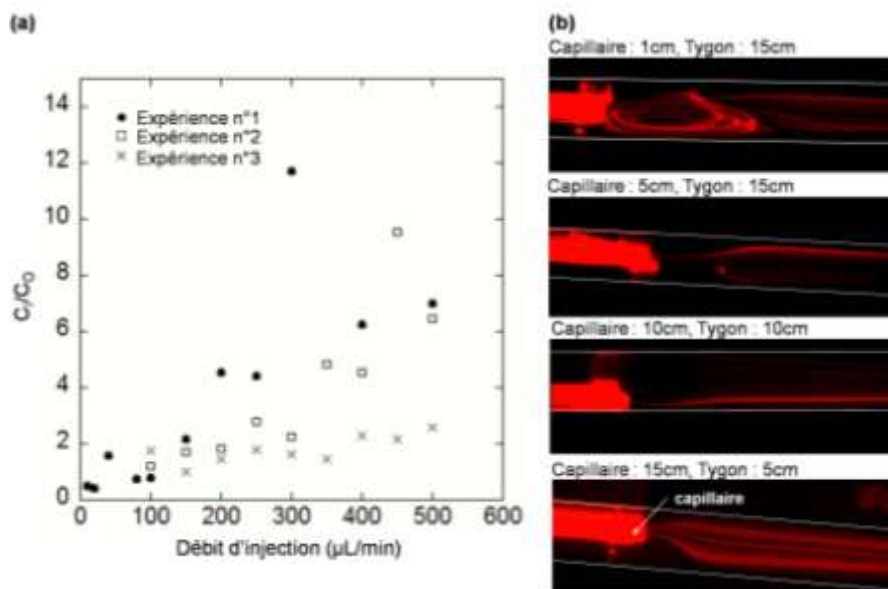 (a)
14
12
10
8
6
4
2
0
0
100
200
300
400
500
600
Cf/C0
Débit d'injection (µL/min)
Expérience n°1
Expérience n°2
Expérience n°3
(b)
Capillaire : 1cm, Tygon : 15cm
Capillaire : 5cm, Tygon : 15cm
Capillaire : 10cm, Tygon : 10cm
Capillaire : 15cm, Tygon : 5cm
capillaire